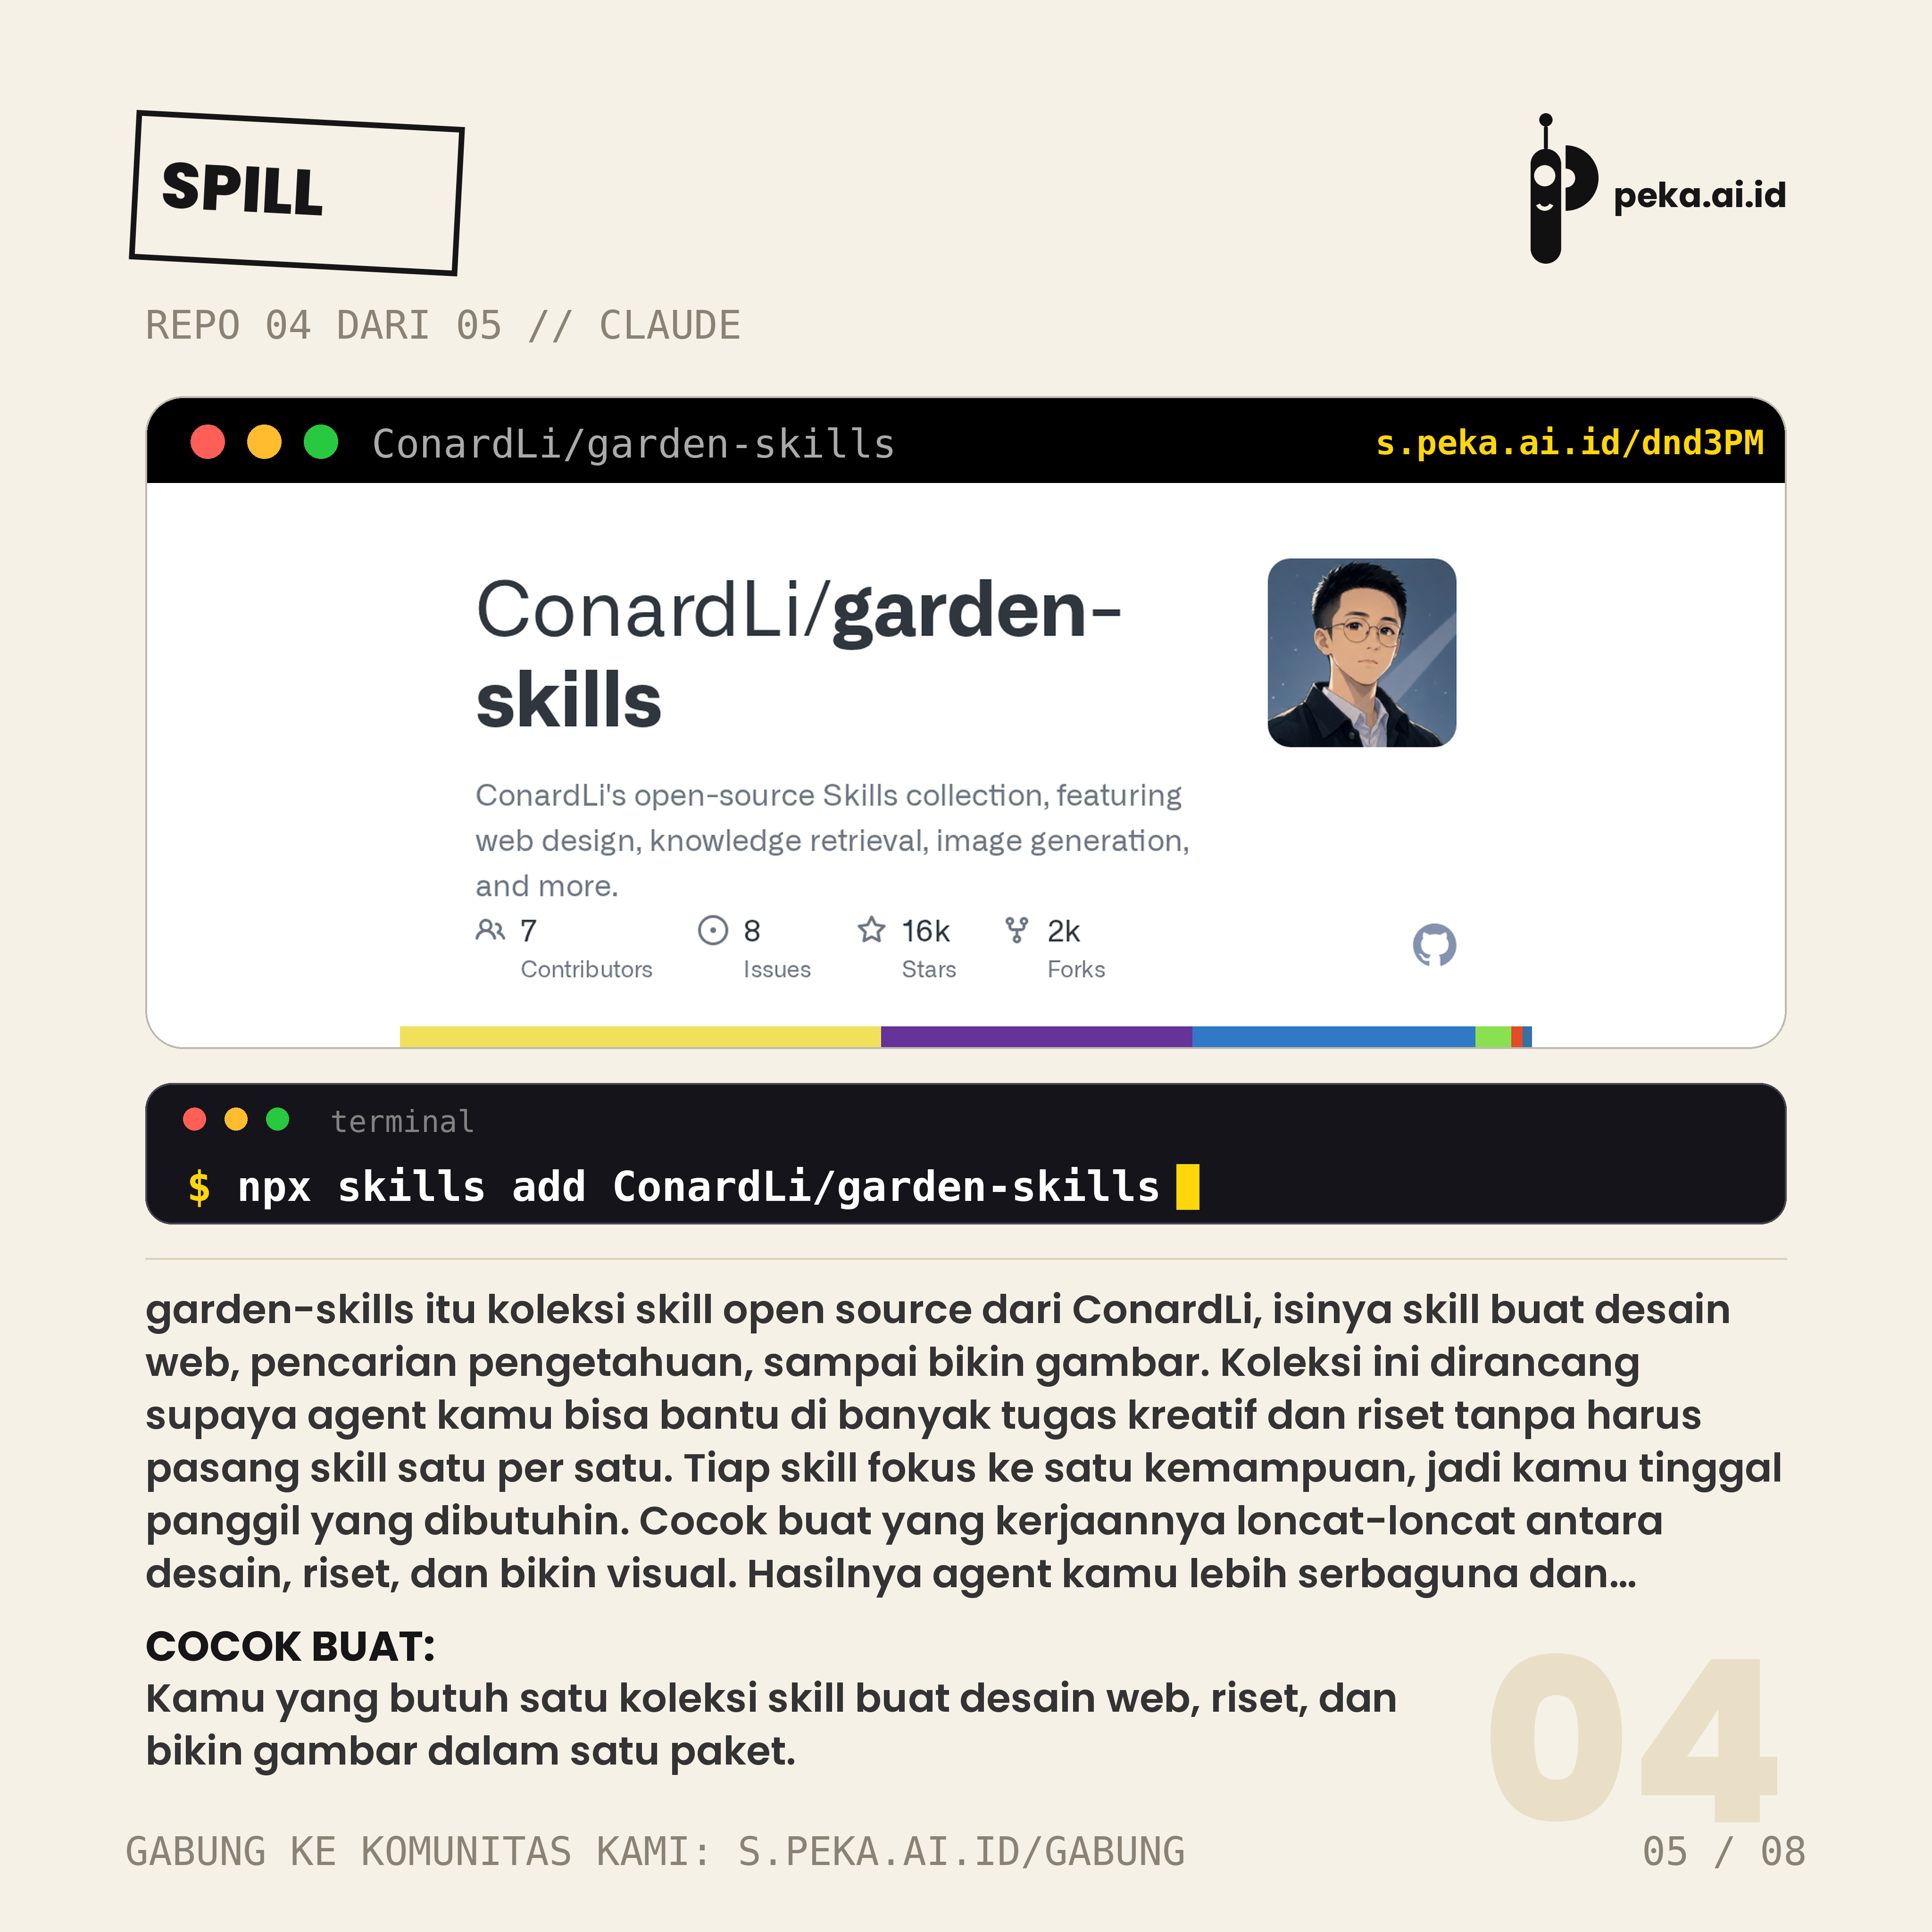 SPILL
peka.ai.id
REPO 04 DARI 05 // CLAUDE
ConardLi/garden-skills
s.peka.ai.id/dnd3PM
ConardLi/garden-
skills
ConardLi's open-source Skills collection, featuring
web design, knowledge retrieval, image generation,
and more.
7
Contributors
8
Issues
16k
Stars
2k
Forks
terminal
$ npx skills add ConardLi/garden-skills
garden-skills itu koleksi skill open source dari ConardLi, isinya skill buat desain
web, pencarian pengetahuan, sampai bikin gambar. Koleksi ini dirancang
supaya agent kamu bisa bantu di banyak tugas kreatif dan riset tanpa harus
pasang skill satu per satu. Tiap skill fokus ke satu kemampuan, jadi kamu tinggal
panggil yang dibutuhin. Cocok buat yang kerjaannya loncat-loncat antara
desain, riset, dan bikin visual. Hasilnya agent kamu lebih serbaguna dan...
COCOK BUAT:
Kamu yang butuh satu koleksi skill buat desain web, riset, dan
bikin gambar dalam satu paket.
04
GABUNG KE KOMUNITAS KAMI: S.PEKA.AI.ID/GABUNG
05 / 08